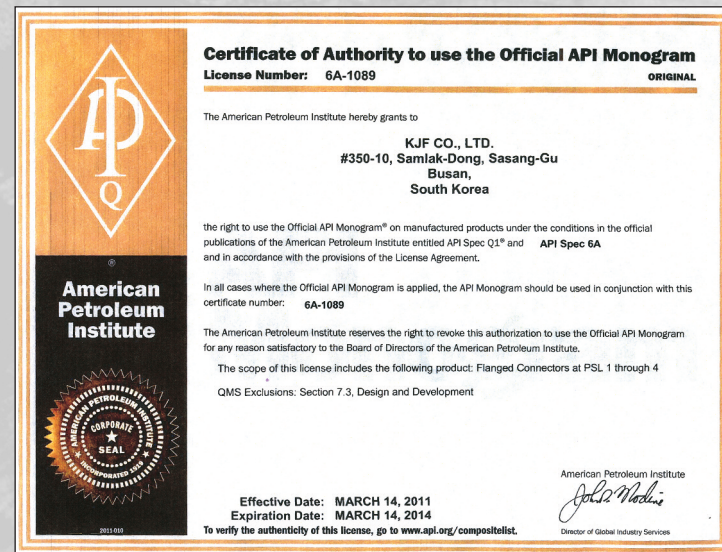 Certificate of Authority to use the Official API Monogram
License Number: 6A-1089
ORIGINAL
The American Petroleum Institute hereby grants to
KJF CO., LTD.
#350-10, Samlak-Dong, Sasang-Gu
Busan,
South Korea
the right to use the Official API Monogram® on manufactured products under the conditions in the official
publications of the American Petroleum Institute entitled API Spec Q1® and API Spec 6A
and in accordance with the provisions of the License Agreement.
In all cases where the Official API Monogram is applied, the API Monogram should be used in conjunction with this
certificate number: 6A-1089
The American Petroleum Institute reserves the right to revoke this authorization to use the Official API Monogram
for any reason satisfactory to the Board of Directors of the American Petroleum Institute.
The scope of this license includes the following product: Flanged Connectors at PSL 1 through 4
QMS Exclusions: Section 7.3, Design and Development
Effective Date: MARCH 14, 2011
Expiration Date: MARCH 14, 2014
To verify the authenticity of this license, go to www.api.org/compositelist.
American Petroleum Institute
Director of Global Industry Services
API
Q
®
American
Petroleum
Institute
AMERICAN PETROLEUM INSTITUTE
CORPORATE
SEAL
INCORPORATED 1919
2011-010